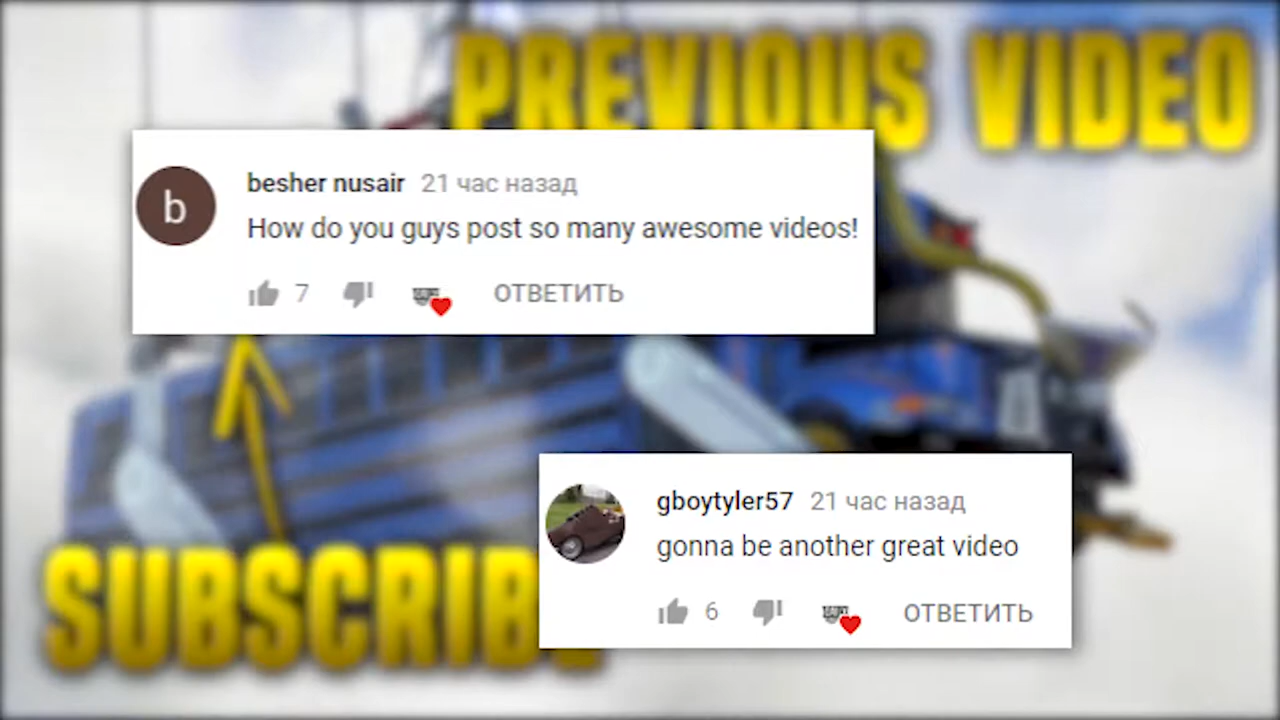 PREVIOUS VIDEO
b
besher nusair 21 час назад
How do you guys post so many awesome videos!
7 ОТВЕТИТЬ
gboytyler57 21 час назад
gonna be another great video
6 ОТВЕТИТЬ
SUBSCRIBE